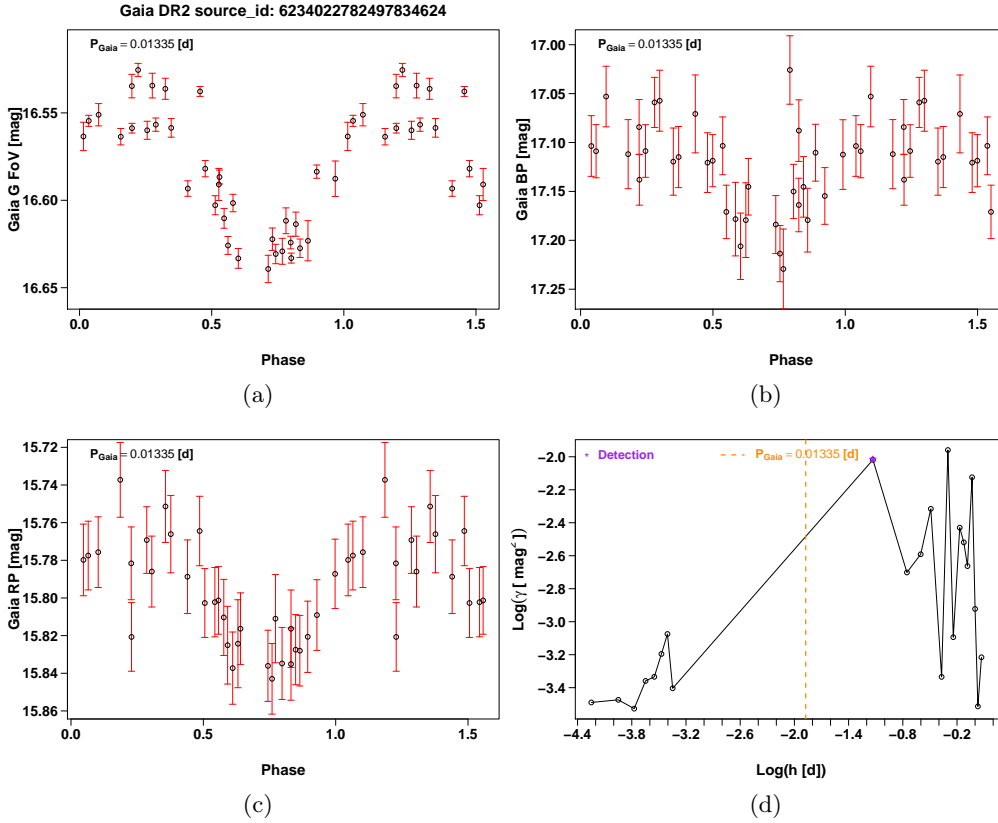 Gaia DR2 source_id: 6234022782497834624
P_Gaia = 0.01335 [d]
Gaia G FoV [mag]
16.55
16.60
16.65
0.0 0.5 1.0 1.5
Phase
(a)
P_Gaia = 0.01335 [d]
Gaia BP [mag]
17.00
17.05
17.10
17.15
17.20
17.25
0.0 0.5 1.0 1.5
Phase
(b)
P_Gaia = 0.01335 [d]
Gaia RP [mag]
15.72
15.74
15.76
15.78
15.80
15.82
15.84
15.86
0.0 0.5 1.0 1.5
Phase
(c)
* Detection
P_Gaia = 0.01335 [d]
Log(γ [ mag²])
−2.0
−2.2
−2.6
−3.0
−3.4
−4.4 −3.8 −3.2 −2.6 −2.0 −1.4 −0.8 −0.2
Log(h [d])
(d)